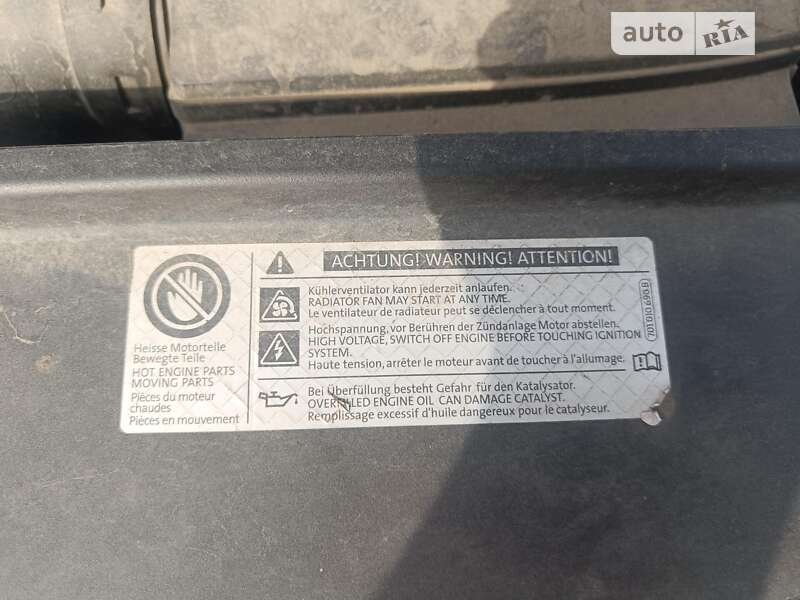 auto RIA
ACHTUNG! WARNING! ATTENTION!
Kühlerventilator kann jederzeit anlaufen.
RADIATOR FAN MAY START AT ANY TIME.
Le ventilateur de radiateur peut se déclencher à tout moment.
Hochspannung, vor Berühren der Zündanlage Motor abstellen.
HIGH VOLTAGE, SWITCH OFF ENGINE BEFORE TOUCHING IGNITION
SYSTEM.
Haute tension, arrêter le moteur avant de toucher à l'allumage.
Bei Überfüllung besteht Gefahr für den Katalysator.
OVERFILLED ENGINE OIL CAN DAMAGE CATALYST.
Remplissage excessif d'huile dangereux pour le catalyseur.
Heisse Motorteile
Bewegte Teile
HOT ENGINE PARTS
MOVING PARTS
Pièces du moteur
chaudes
Pièces en mouvement
701 010 690 B